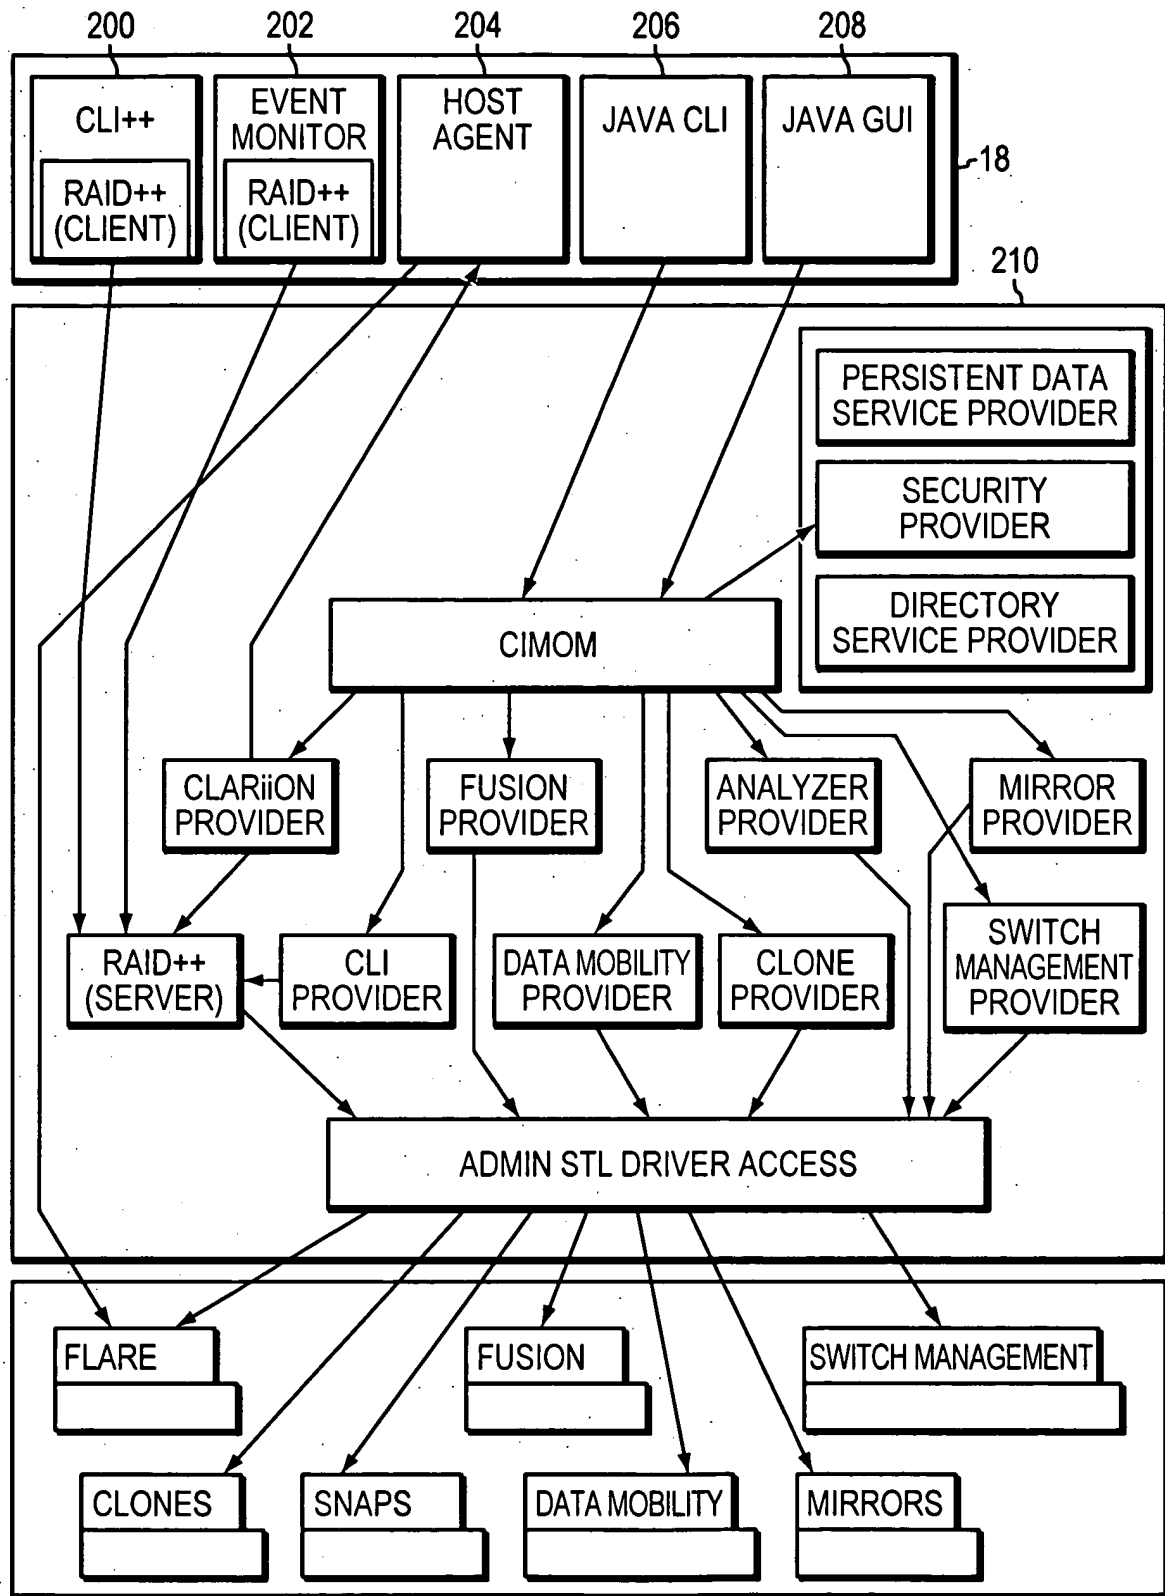 200
202
204
206
208
CLI++
RAID++
(CLIENT)
EVENT
MONITOR
RAID++
(CLIENT)
HOST
AGENT
JAVA CLI
JAVA GUI
18
210
PERSISTENT DATA
SERVICE PROVIDER
SECURITY
PROVIDER
DIRECTORY
SERVICE PROVIDER
CIMOM
CLARiiON
PROVIDER
FUSION
PROVIDER
ANALYZER
PROVIDER
MIRROR
PROVIDER
RAID++
(SERVER)
CLI
PROVIDER
DATA MOBILITY
PROVIDER
CLONE
PROVIDER
SWITCH
MANAGEMENT
PROVIDER
ADMIN STL DRIVER ACCESS
FLARE
FUSION
SWITCH MANAGEMENT
CLONES
SNAPS
DATA MOBILITY
MIRRORS